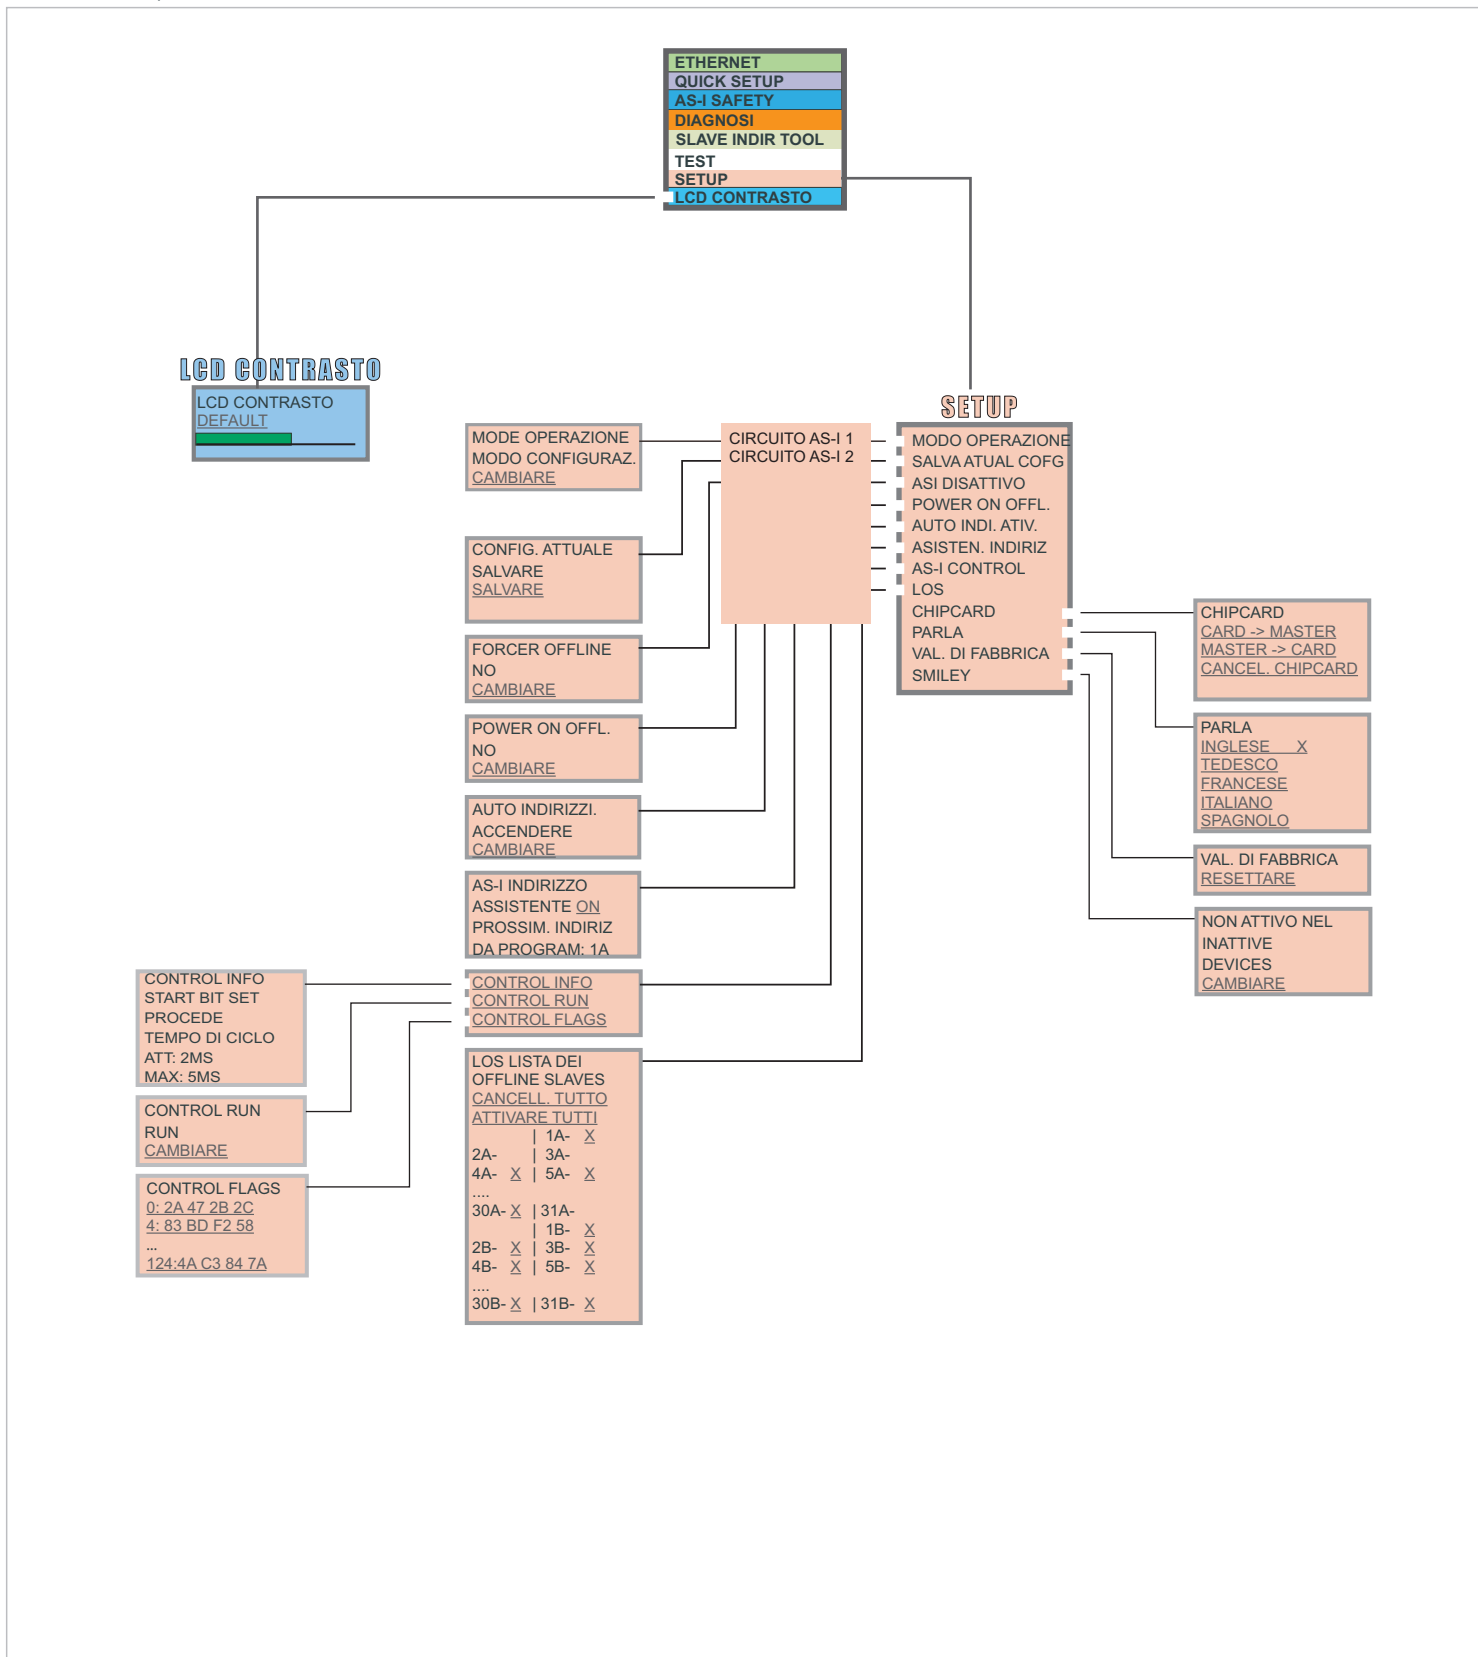 ETHERNET
QUICK SETUP
AS-I SAFETY
DIAGNOSI
SLAVE INDIR TOOL
TEST
SETUP
LCD CONTRASTO
LCD CONTRASTO
LCD CONTRASTO
DEFAULT
SETUP
MODO OPERAZIONE
SALVA ATUAL COFG
ASI DISATTIVO
POWER ON OFFL.
AUTO INDI. ATIV.
ASISTEN. INDIRIZ
AS-I CONTROL
LOS
CHIPCARD
PARLA
VAL. DI FABBRICA
SMILEY
CIRCUITO AS-I 1
CIRCUITO AS-I 2
MODE OPERAZIONE
MODO CONFIGURAZ.
CAMBIARE
CONFIG. ATTUALE
SALVARE
SALVARE
FORCER OFFLINE
NO
CAMBIARE
POWER ON OFFL.
NO
CAMBIARE
AUTO INDIRIZZI.
ACCENDERE
CAMBIARE
AS-I INDIRIZZO
ASSISTENTE ON
PROSSIM. INDIRIZ
DA PROGRAM: 1A
CONTROL INFO
CONTROL RUN
CONTROL FLAGS
LOS LISTA DEI
OFFLINE SLAVES
CANCELL. TUTTO
ATTIVARE TUTTI
| 1A- X
2A- | 3A-
4A- X | 5A- X
....
30A- X | 31A-
| 1B- X
2B- X | 3B- X
4B- X | 5B- X
....
30B- X | 31B- X
CONTROL INFO
START BIT SET
PROCEDE
TEMPO DI CICLO
ATT: 2MS
MAX: 5MS
CONTROL RUN
RUN
CAMBIARE
CONTROL FLAGS
0: 2A 47 2B 2C
4: 83 BD F2 58
...
124:4A C3 84 7A
CHIPCARD
CARD -> MASTER
MASTER -> CARD
CANCEL. CHIPCARD
PARLA
INGLESE X
TEDESCO
FRANCESE
ITALIANO
SPAGNOLO
VAL. DI FABBRICA
RESETTARE
NON ATTIVO NEL
INATTIVE
DEVICES
CAMBIARE